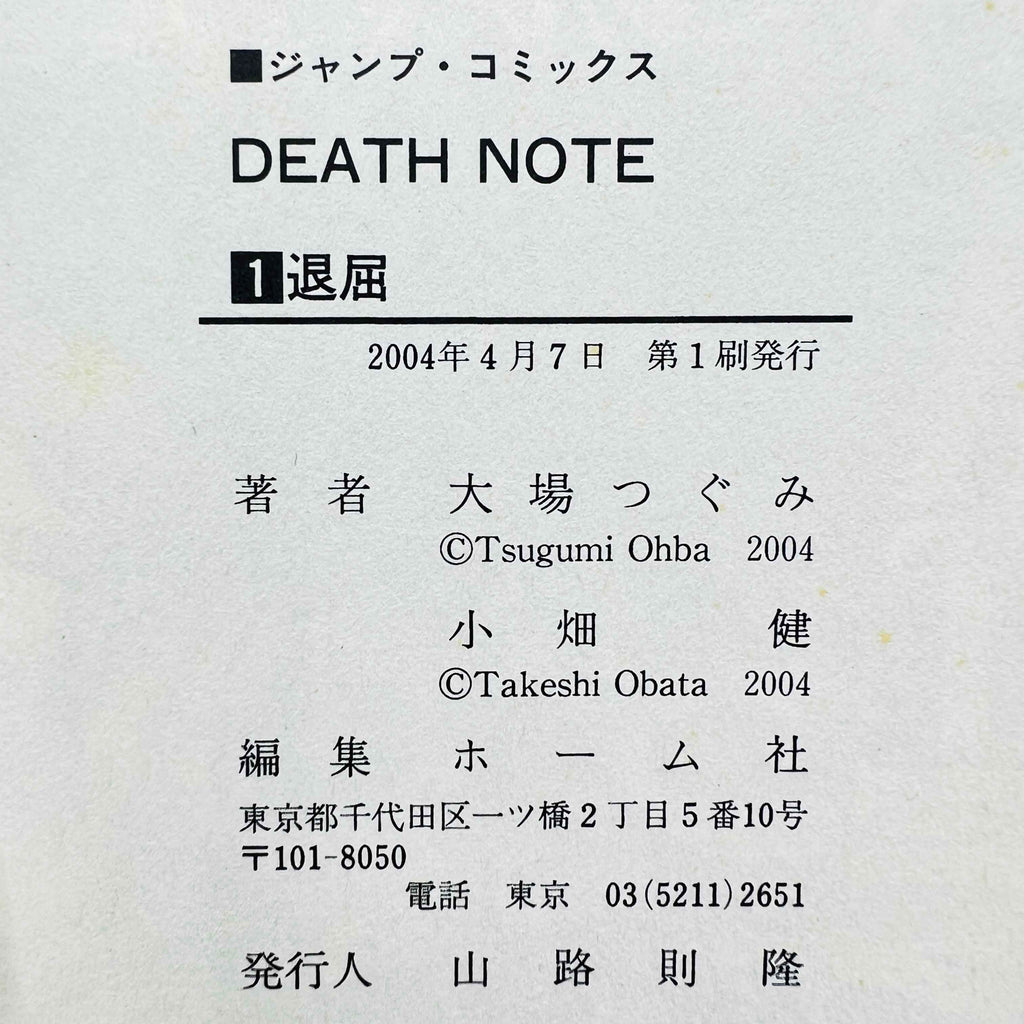 ■ジャンプ・コミックス
DEATH NOTE
1退屈
2004年4月7日 第1刷発行
著者 大場つぐみ
©Tsugumi Ohba 2004
小畑 健
©Takeshi Obata 2004
編集 ホーム社
東京都千代田区一ツ橋2丁目5番10号
〒101-8050
電話 東京 03(5211)2651
発行人 山路則隆